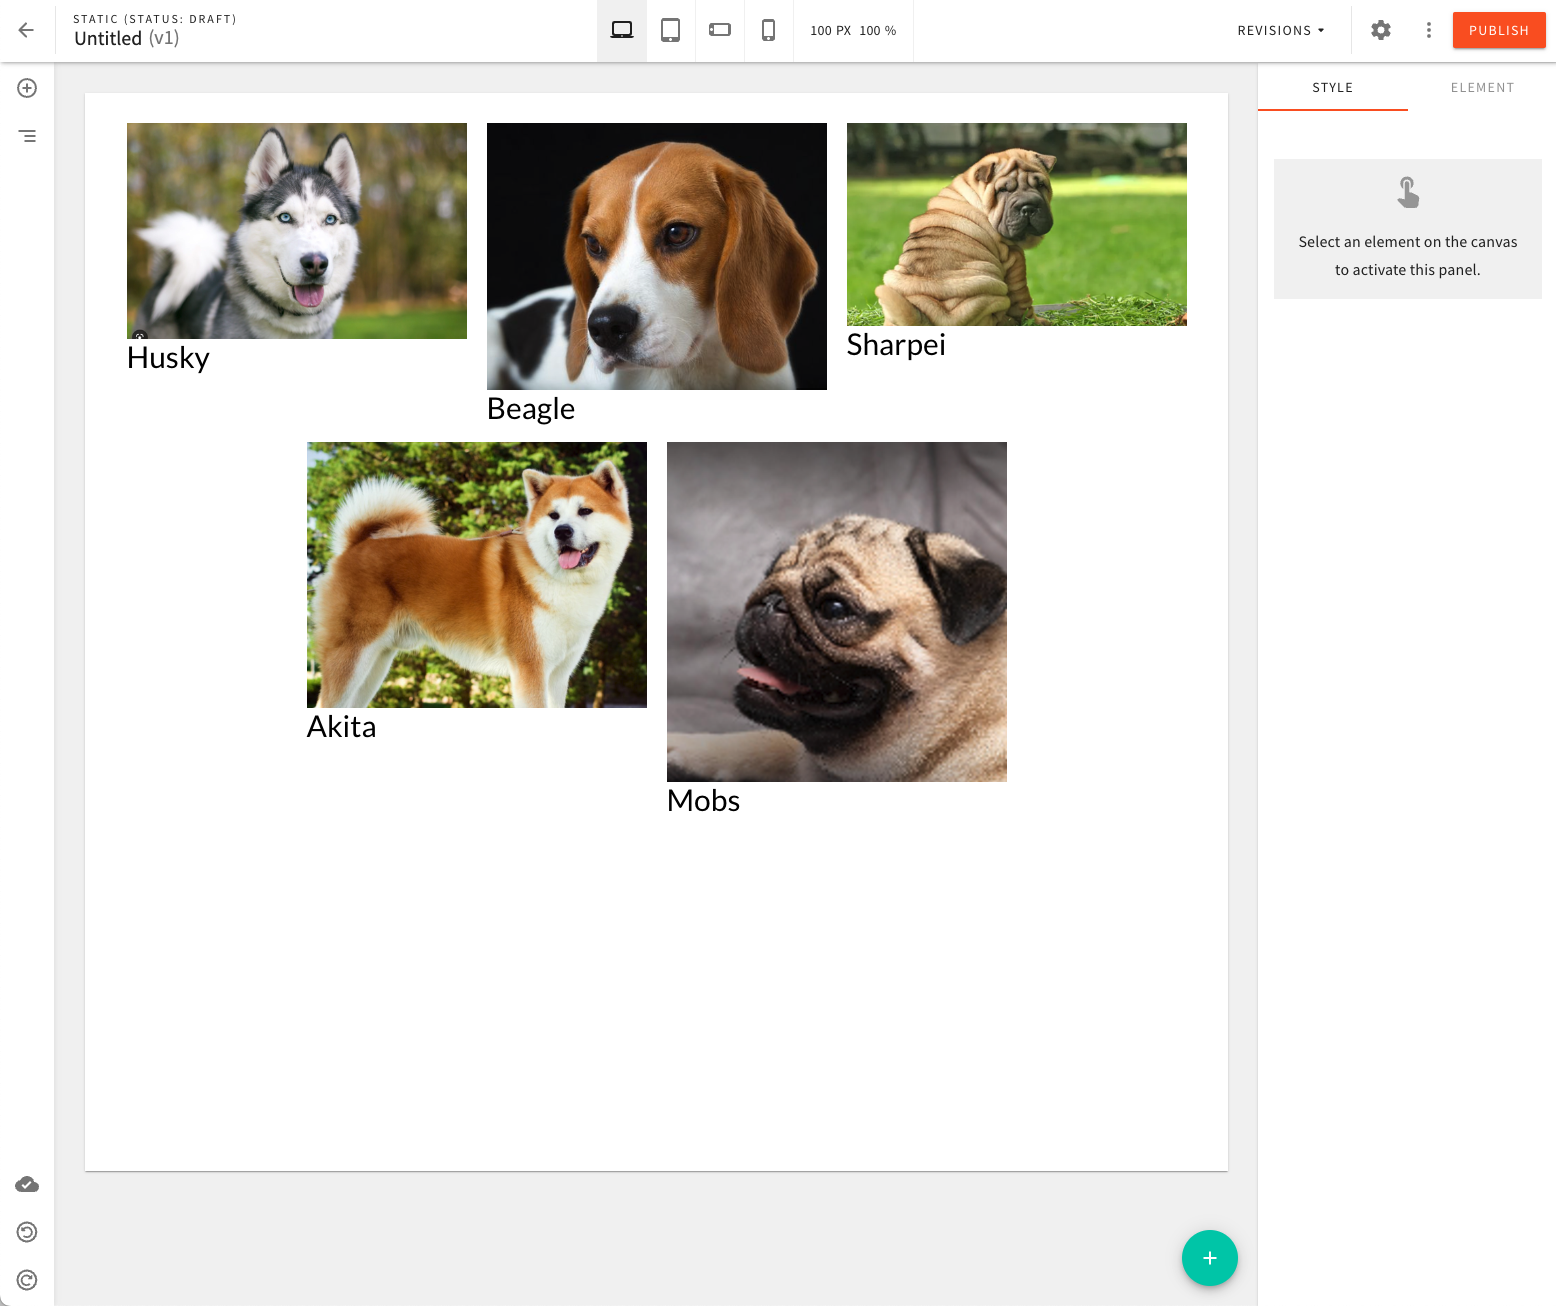 STATIC (STATUS: DRAFT)
Untitled (v1)
100 PX 100 %
REVISIONS
PUBLISH
STYLE
ELEMENT
Select an element on the canvas
to activate this panel.
Husky
Beagle
Sharpei
Akita
Mobs